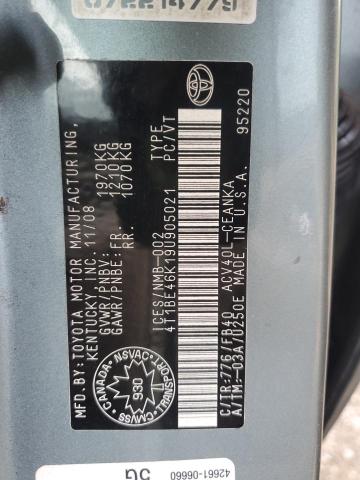 MFD. BY:TOYOTA MOTOR MANUFACTURING,
KENTUCKY, INC. 11/08
GVWR/PNBV: 1970KG
GAWR/PNBE:FR. 1210KG
RR. 1070KG
ICES/NMB-002 TYPE:
4T1BE46K19U905021 PC/VT
C/TR:776/FB40 ACV40L-CEANKA
A/TM:-03A/U250E MADE IN U.S.A.
95220
CANADA
NSVAC
930
CMVSS
TRANSPORT
42661-06660
5G